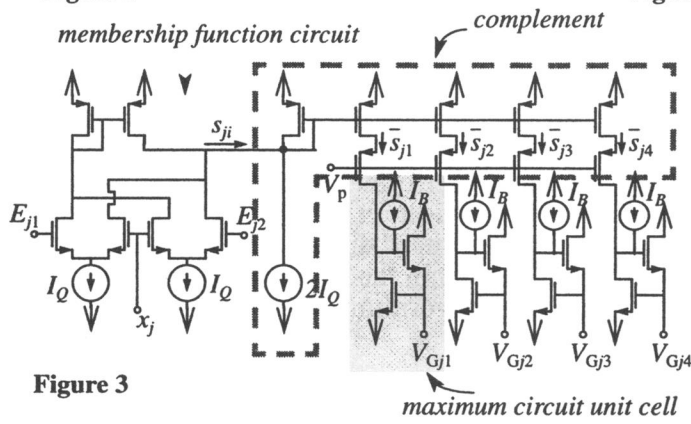 complement
membership function circuit
s_ji
s̄_j1
s̄_j2
s̄_j3
s̄_j4
V_p
I_B
I_B
I_B
I_B
E_j1
E_j2
I_Q
I_Q
2I_Q
x_j
V_Gj1
V_Gj2
V_Gj3
V_Gj4
Figure 3
maximum circuit unit cell